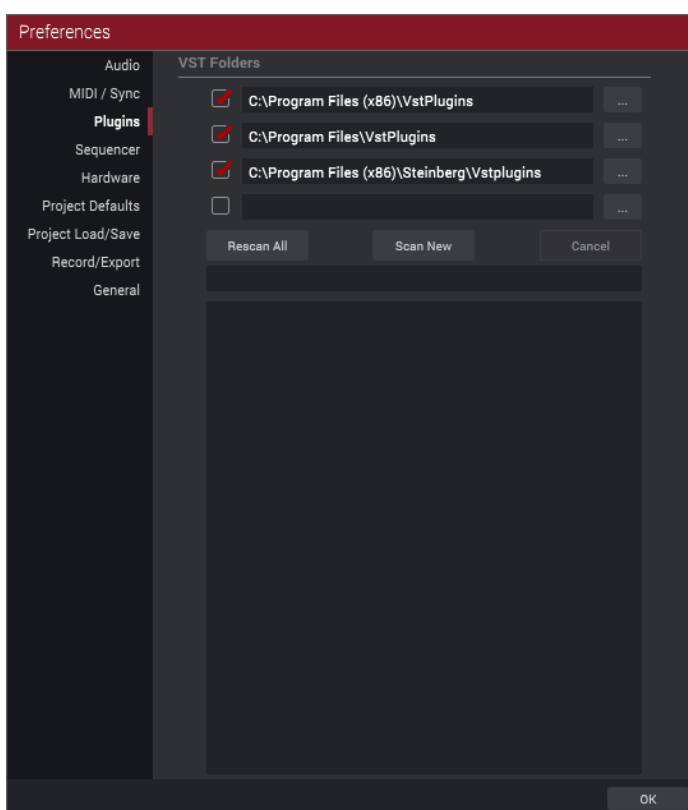 Preferences
Audio
MIDI / Sync
Plugins
Sequencer
Hardware
Project Defaults
Project Load/Save
Record/Export
General
VST Folders
C:\Program Files (x86)\VstPlugins ...
C:\Program Files\VstPlugins ...
C:\Program Files (x86)\Steinberg\Vstplugins ...
...
Rescan All Scan New Cancel
OK